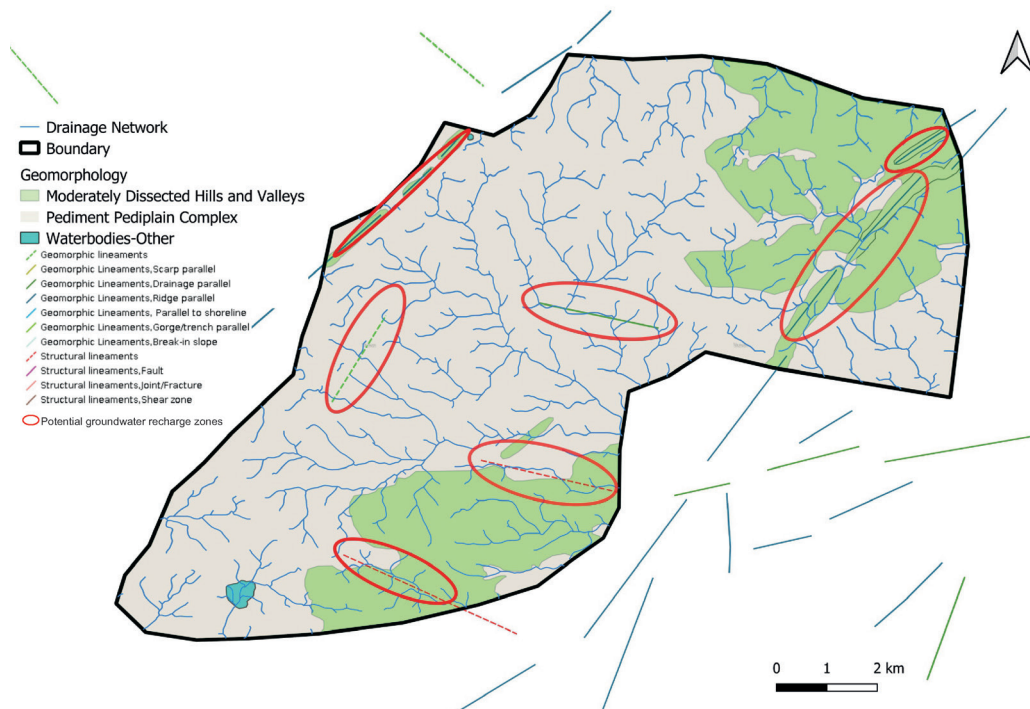 Drainage Network
Boundary
Geomorphology
Moderately Dissected Hills and Valleys
Pediment Pediplain Complex
Waterbodies-Other
Geomorphic lineaments
Geomorphic Lineaments,Scarp parallel
Geomorphic Lineaments,Drainage parallel
Geomorphic Lineaments,Ridge parallel
Geomorphic Lineaments, Parallel to shoreline
Geomorphic Lineaments,Gorge/trench parallel
Geomorphic Lineaments,Break-in slope
Structural lineaments
Structural lineaments,Fault
Structural lineaments,Joint/Fracture
Structural lineaments,Shear zone
Potential groundwater recharge zones
0 1 2 km